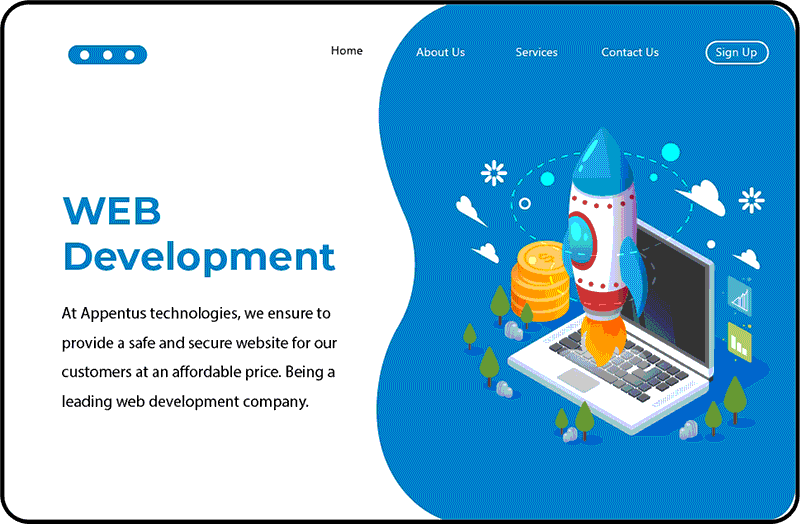 Home
About Us
Services
Contact Us
Sign Up
WEB
Development
At Appentus technologies, we ensure to
provide a safe and secure website for our
customers at an affordable price. Being a
leading web development company.